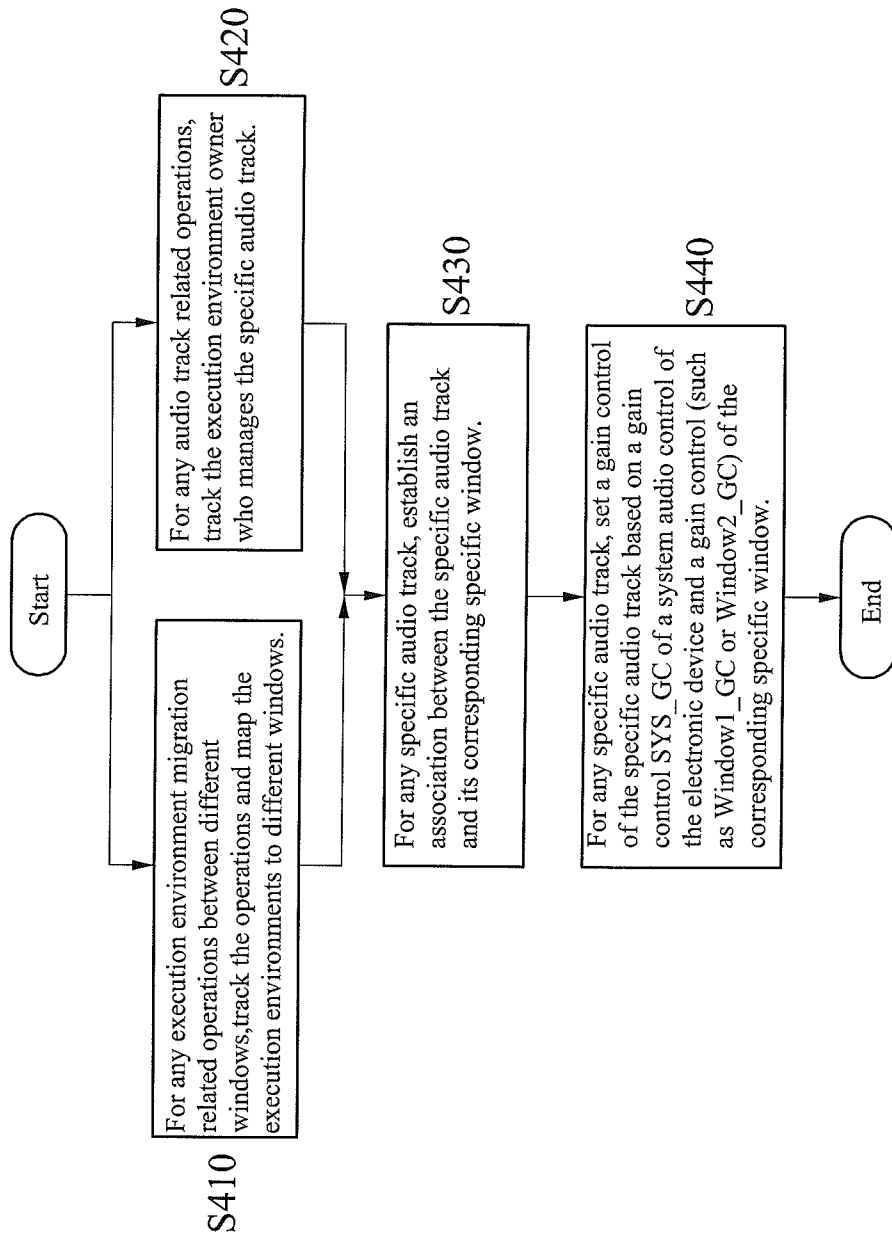 Start
S410
For any execution environment migration
related operations between different
windows,track the operations and map the
execution environments to different windows.
S420
For any audio track related operations,
track the execution environment owner
who manages the specific audio track.
S430
For any specific audio track, establish an
association between the specific audio track
and its corresponding specific window.
S440
For any specific audio track, set a gain control
of the specific audio track based on a gain
control SYS_GC of a system audio control of
the electronic device and a gain control (such
as Window1_GC or Window2_GC) of the
corresponding specific window.
End